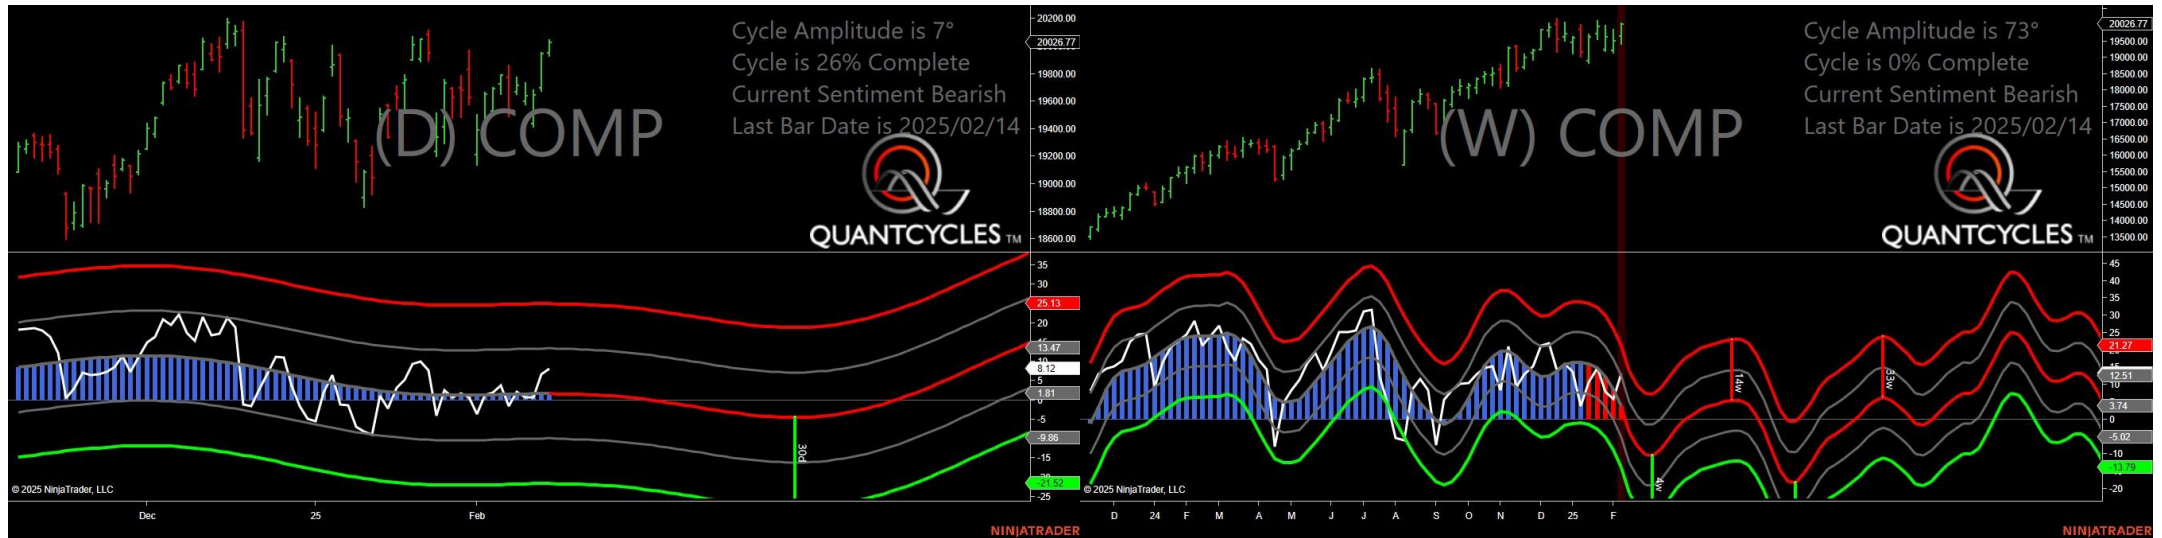 Cycle Amplitude is 7°
Cycle is 26% Complete
Current Sentiment Bearish
Last Bar Date is 2025/02/14
(D) COMP
QUANTCYCLES TM
20200.00
20026.77
19800.00
19600.00
19400.00
19200.00
19000.00
18800.00
18600.00
35
30
25.13
20
13.47
10
8.12
5
1.81
0
-5
-9.86
-15
-21.52
-25
30d
© 2025 NinjaTrader, LLC
Dec 25 Feb
NINJATRADER
Cycle Amplitude is 73°
Cycle is 0% Complete
Current Sentiment Bearish
Last Bar Date is 2025/02/14
(W) COMP
QUANTCYCLES TM
20026.77
19500.00
19000.00
18500.00
18000.00
17500.00
17000.00
16500.00
16000.00
15500.00
15000.00
14500.00
14000.00
13500.00
45
40
35
30
25
21.27
12.51
10
3.74
0
-5.02
-10
-13.79
-20
4w
14w
33w
© 2025 NinjaTrader, LLC
D 24 F M A M J J A S O N D 25 F
NINJATRADER